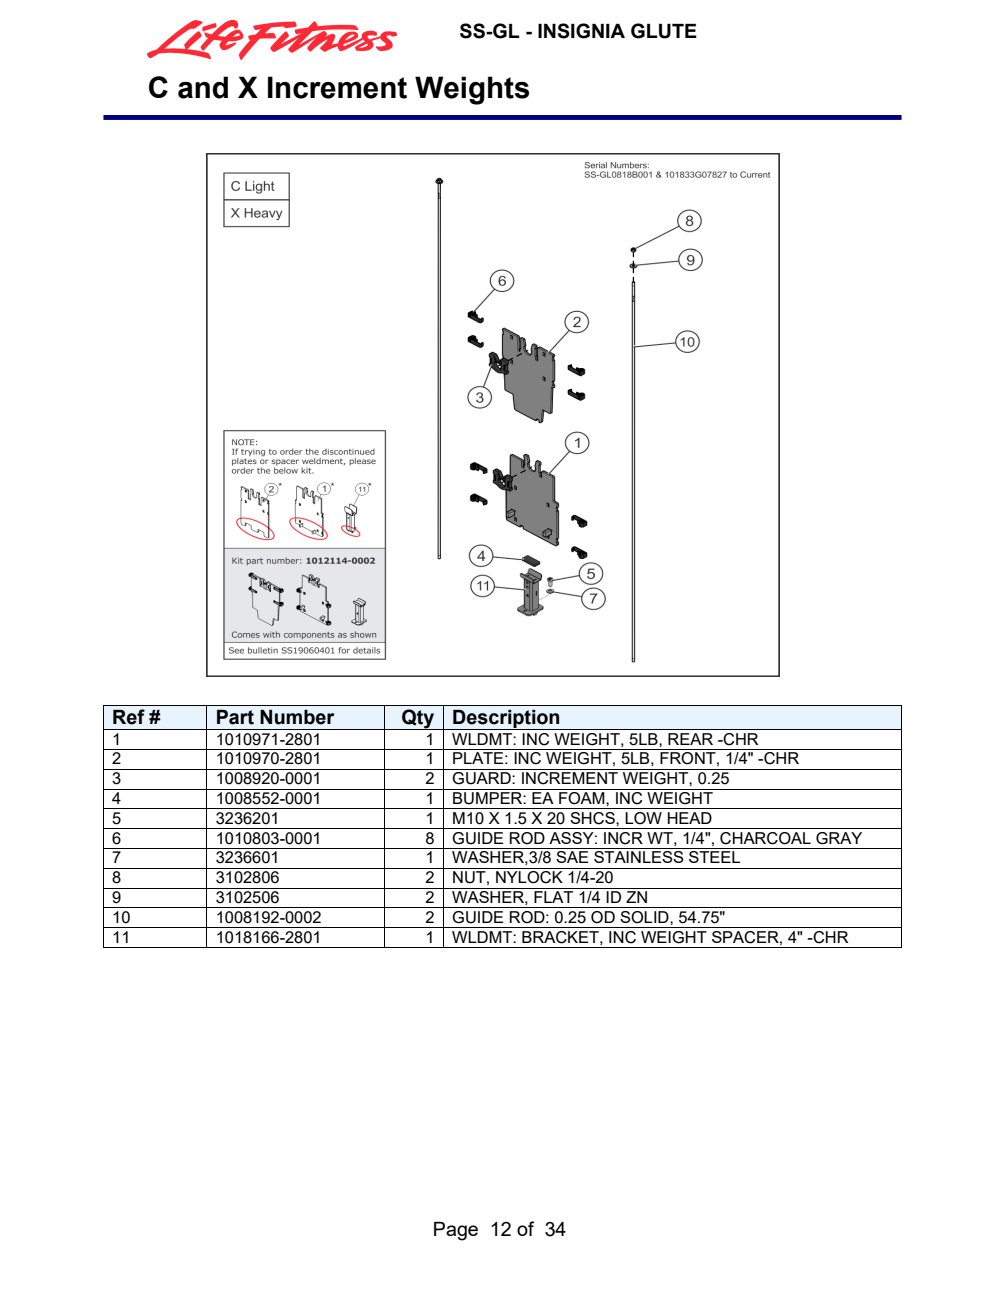 Life Fitness
SS-GL - INSIGNIA GLUTE
C and X Increment Weights
Serial Numbers:
SS-GL0818B001 & 101833G07827 to Current
C Light
X Heavy
8
9
6
2
10
3
1
NOTE:
If trying to order the discontinued
plates or spacer weldment, please
order the below kit.
2*
1*
11*
Kit part number: 1012114-0002
Comes with components as shown
See bulletin SS19060401 for details
4
5
11
7
Ref # Part Number Qty Description
1 1010971-2801 1 WLDMT: INC WEIGHT, 5LB, REAR -CHR
2 1010970-2801 1 PLATE: INC WEIGHT, 5LB, FRONT, 1/4" -CHR
3 1008920-0001 2 GUARD: INCREMENT WEIGHT, 0.25
4 1008552-0001 1 BUMPER: EA FOAM, INC WEIGHT
5 3236201 1 M10 X 1.5 X 20 SHCS, LOW HEAD
6 1010803-0001 8 GUIDE ROD ASSY: INCR WT, 1/4", CHARCOAL GRAY
7 3236601 1 WASHER,3/8 SAE STAINLESS STEEL
8 3102806 2 NUT, NYLOCK 1/4-20
9 3102506 2 WASHER, FLAT 1/4 ID ZN
10 1008192-0002 2 GUIDE ROD: 0.25 OD SOLID, 54.75"
11 1018166-2801 1 WLDMT: BRACKET, INC WEIGHT SPACER, 4" -CHR
Page 12 of 34